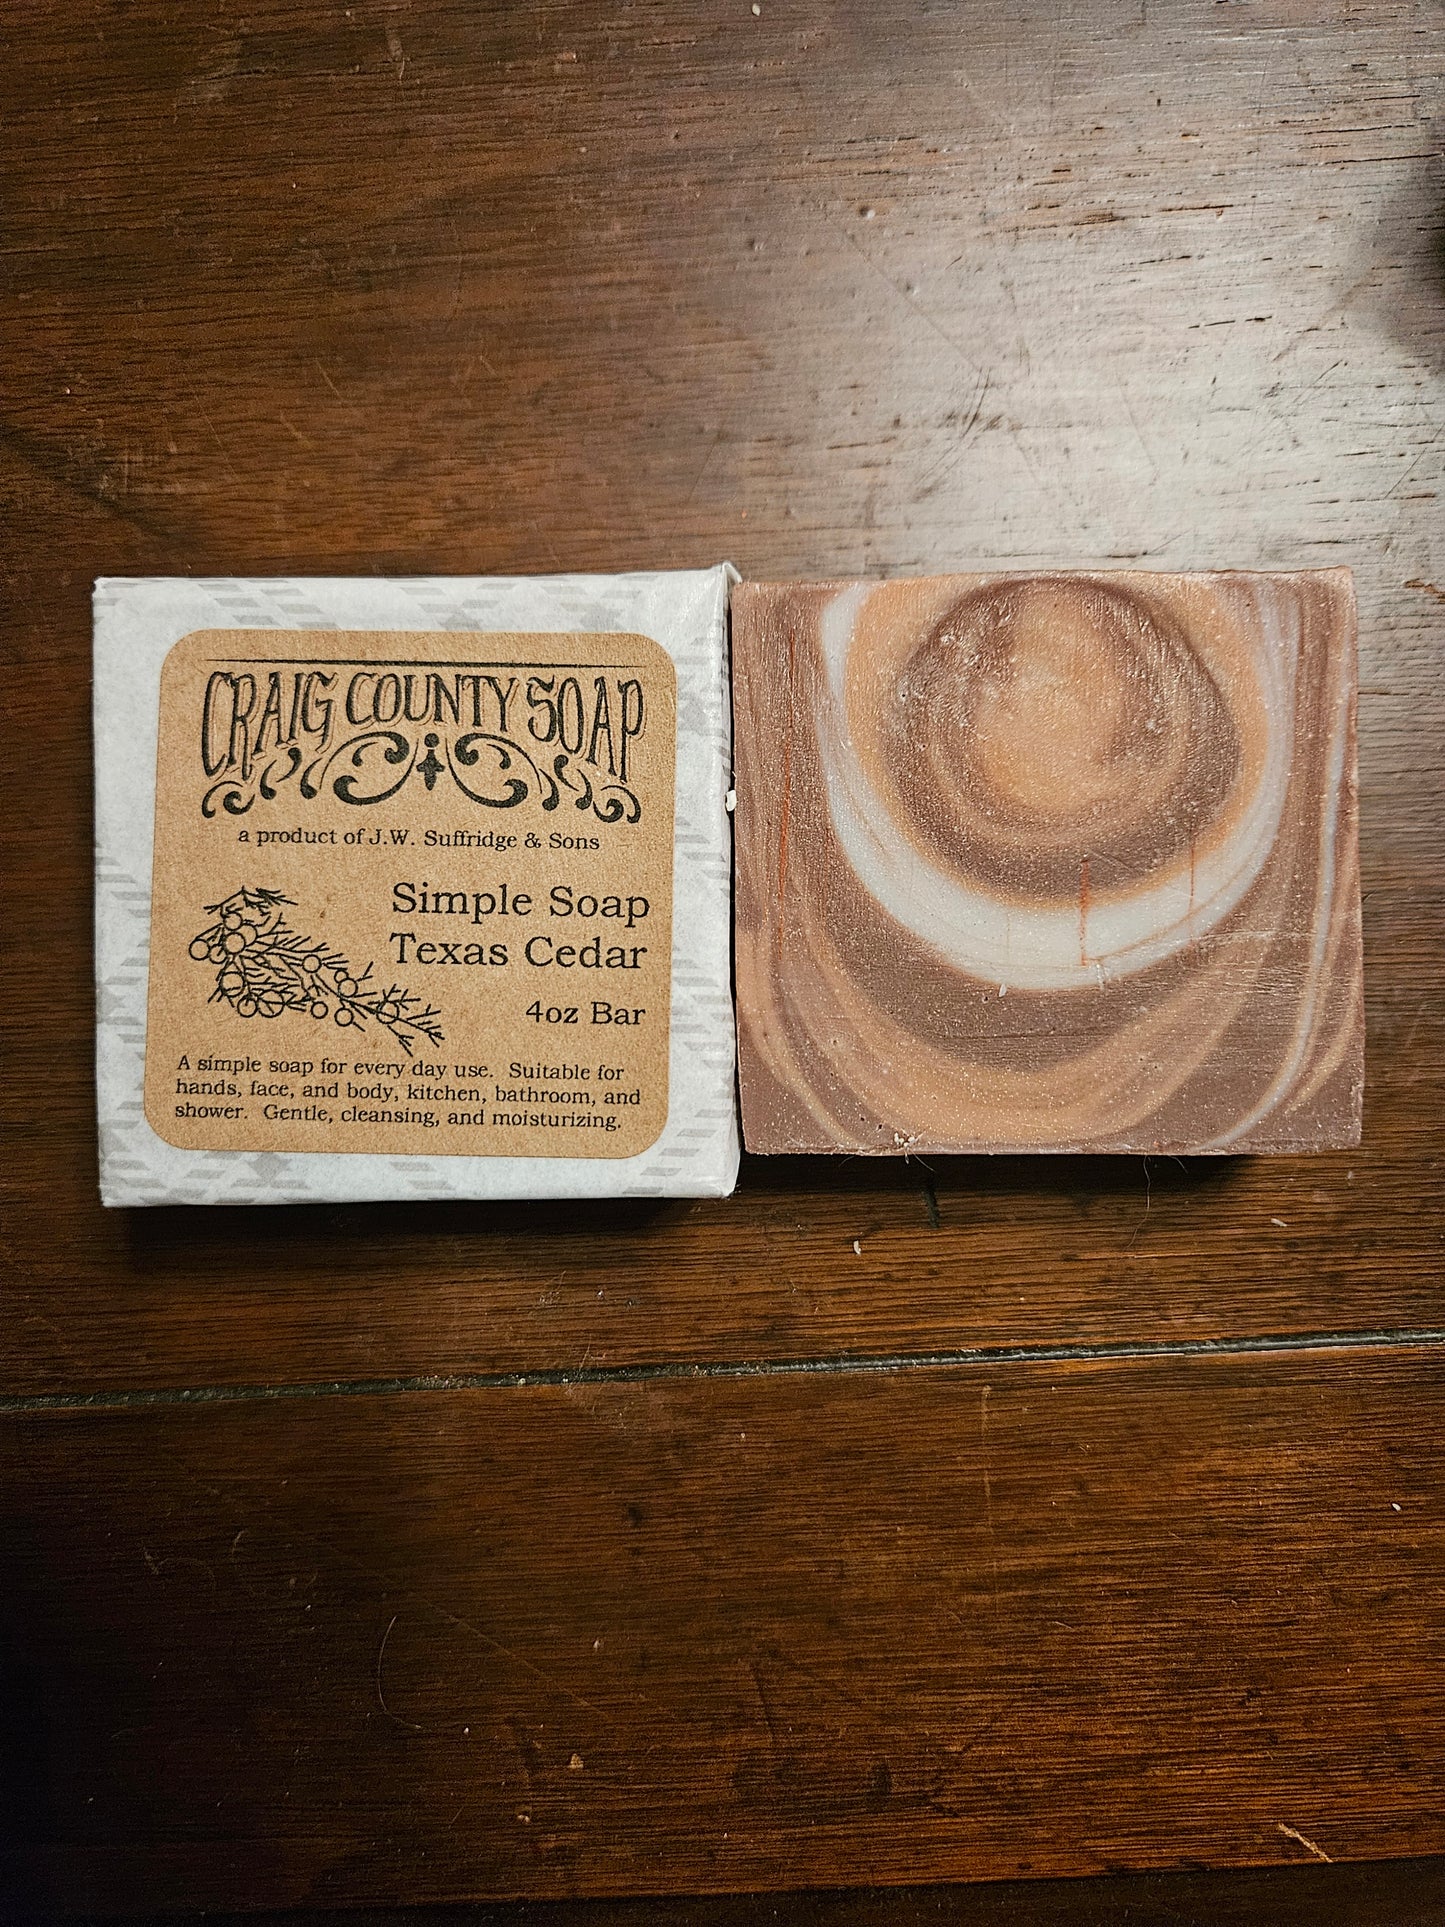 CRAIG COUNTY SOAP
a product of J.W. Suffridge & Sons
Simple Soap
Texas Cedar
4oz Bar
A simple soap for every day use. Suitable for
hands, face, and body, kitchen, bathroom, and
shower. Gentle, cleansing, and moisturizing.